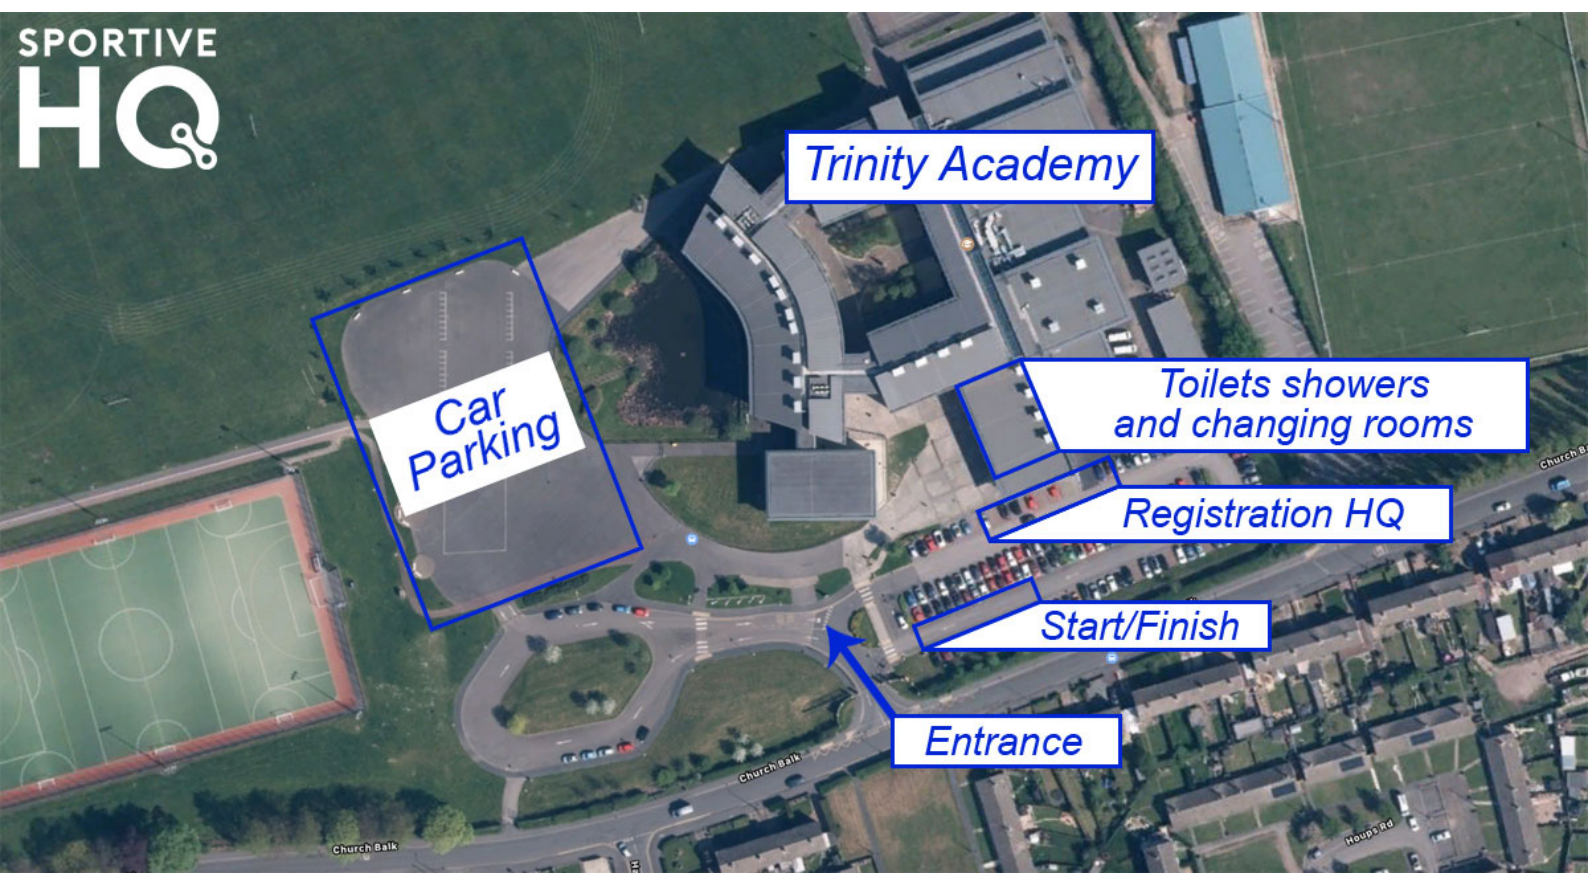 SPORTIVE
HQ
Trinity Academy
Car
Parking
Toilets showers
and changing rooms
Registration HQ
Start/Finish
Entrance
Church Balk
Church Balk
Houps Rd